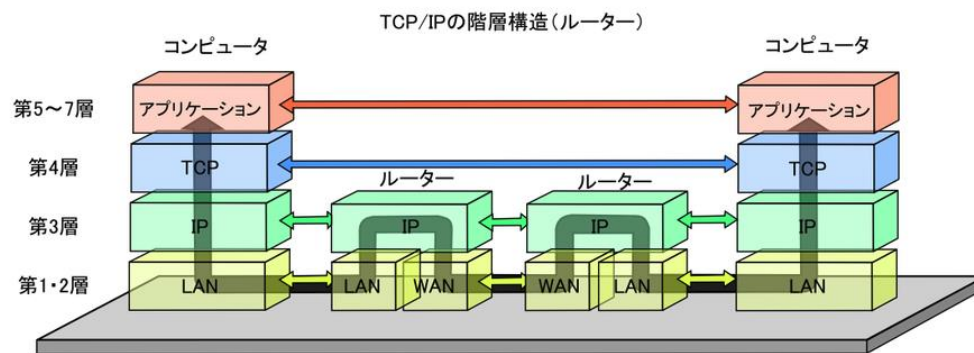 TCP/IPの階層構造(ルーター)
コンピュータ
コンピュータ
第5～7層
アプリケーション
アプリケーション
第4層
TCP
TCP
ルーター
ルーター
第3層
IP
IP
IP
IP
第1・2層
LAN
LAN
WAN
WAN
LAN
LAN